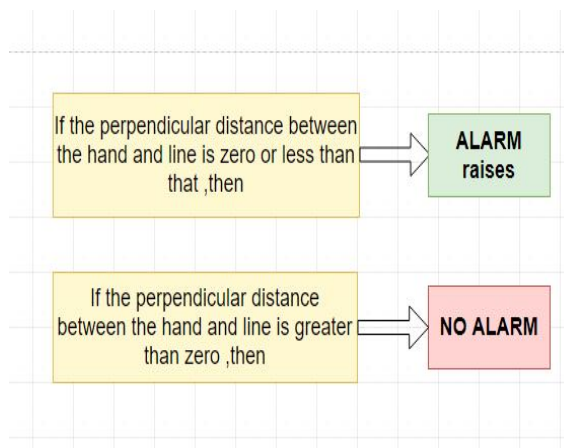 If the perpendicular distance between
the hand and line is zero or less than
that ,then
ALARM
raises
If the perpendicular distance
between the hand and line is greater
than zero ,then
NO ALARM